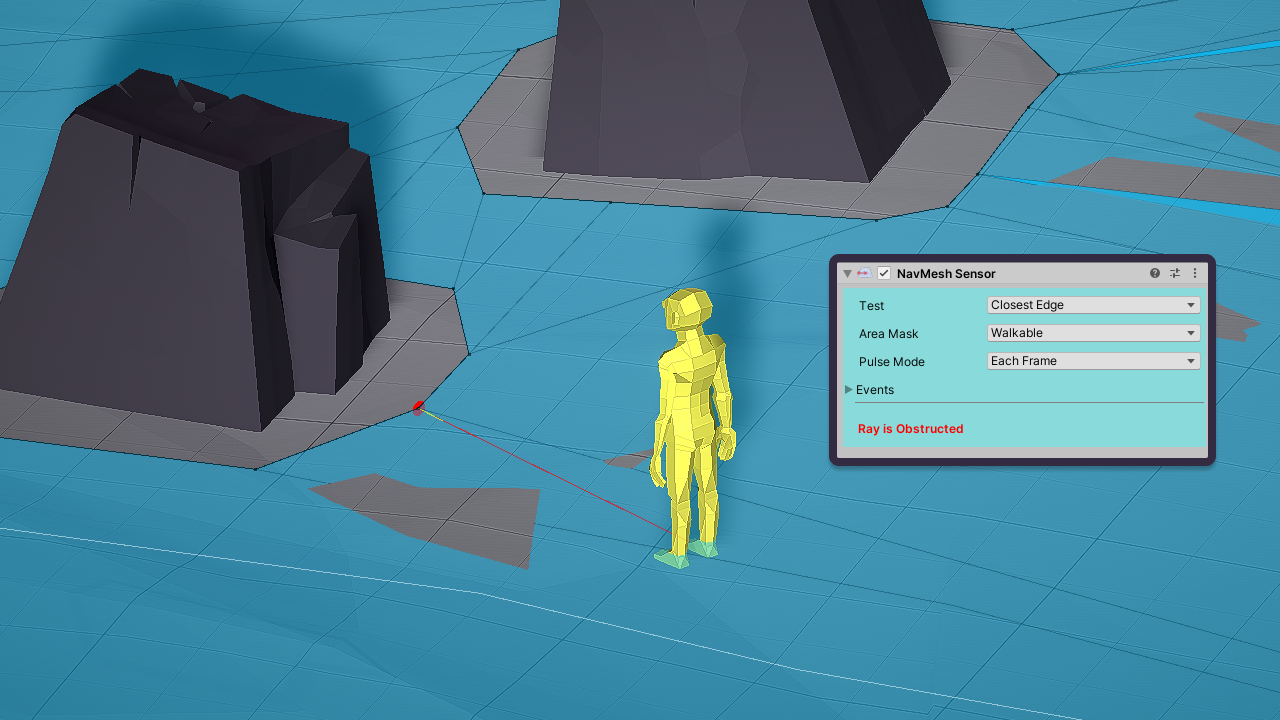 NavMesh Sensor
Test Closest Edge
Area Mask Walkable
Pulse Mode Each Frame
Events
Ray is Obstructed